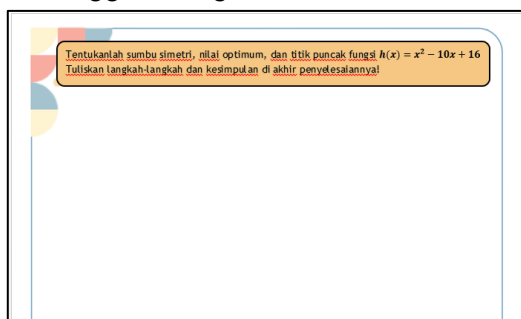 Tentukanlah sumbu simetri, nilai optimum, dan titik puncak fungsi h(x) = x² − 10x + 16
Tuliskan langkah-langkah dan kesimpulan di akhir penyelesaiannya!